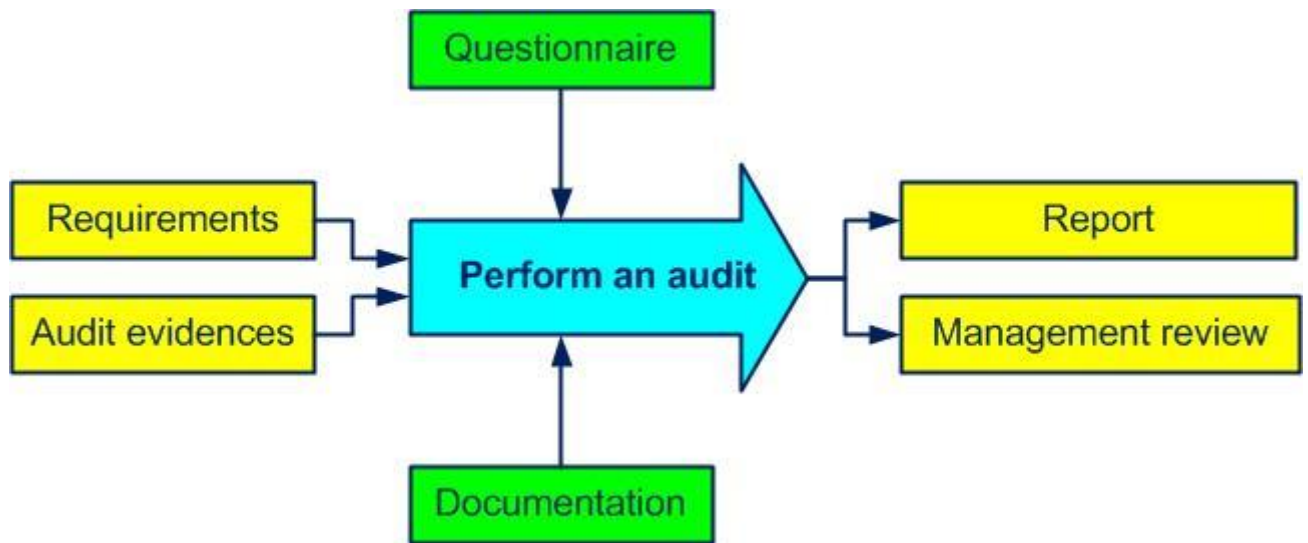 Questionnaire
Requirements
Audit evidences
Perform an audit
Report
Management review
Documentation